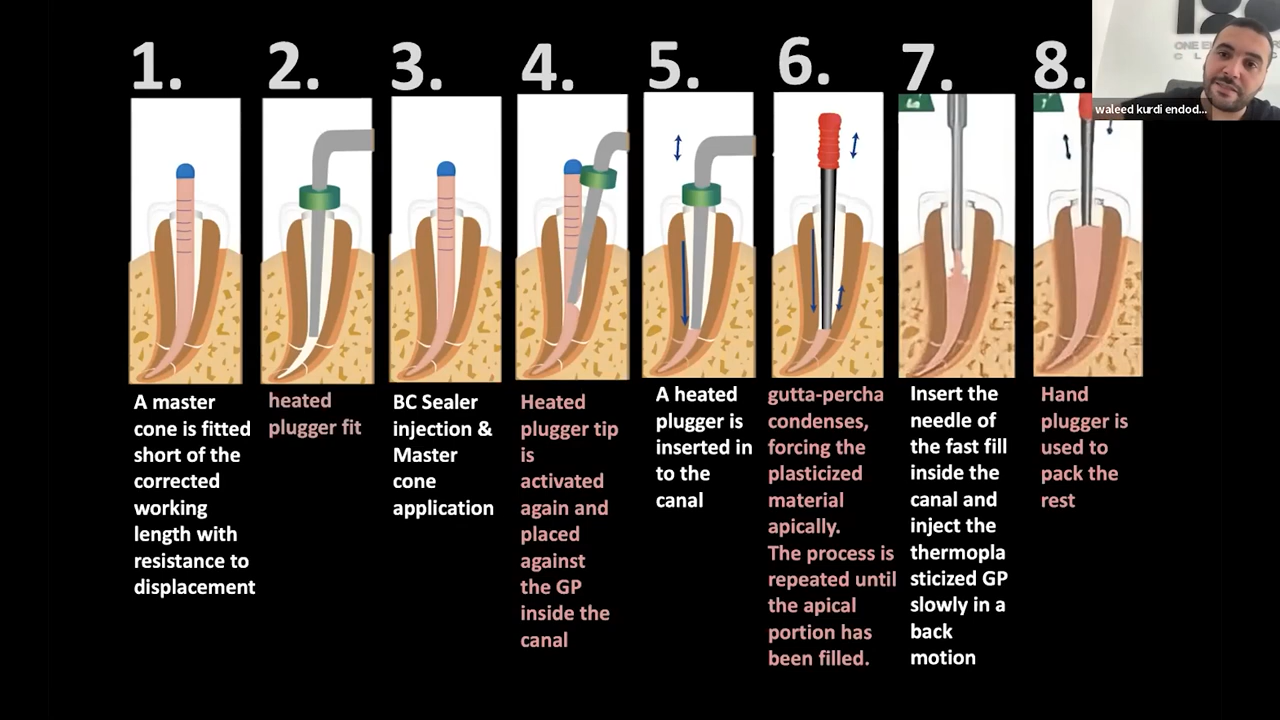 1.
2.
3.
4.
5.
6.
7.
8.
waleed kurdi endod...
A master
cone is fitted
short of the
corrected
working
length with
resistance to
displacement
heated
plugger fit
BC Sealer
injection &
Master
cone
application
Heated
plugger tip
is
activated
again and
placed
against
the GP
inside the
canal
A heated
plugger is
inserted in
to the
canal
gutta-percha
condenses,
forcing the
plasticized
material
apically.
The process is
repeated until
the apical
portion has
been filled.
Insert the
needle of
the fast fill
inside the
canal and
inject the
thermopla
sticized GP
slowly in a
back
motion
Hand
plugger is
used to
pack the
rest